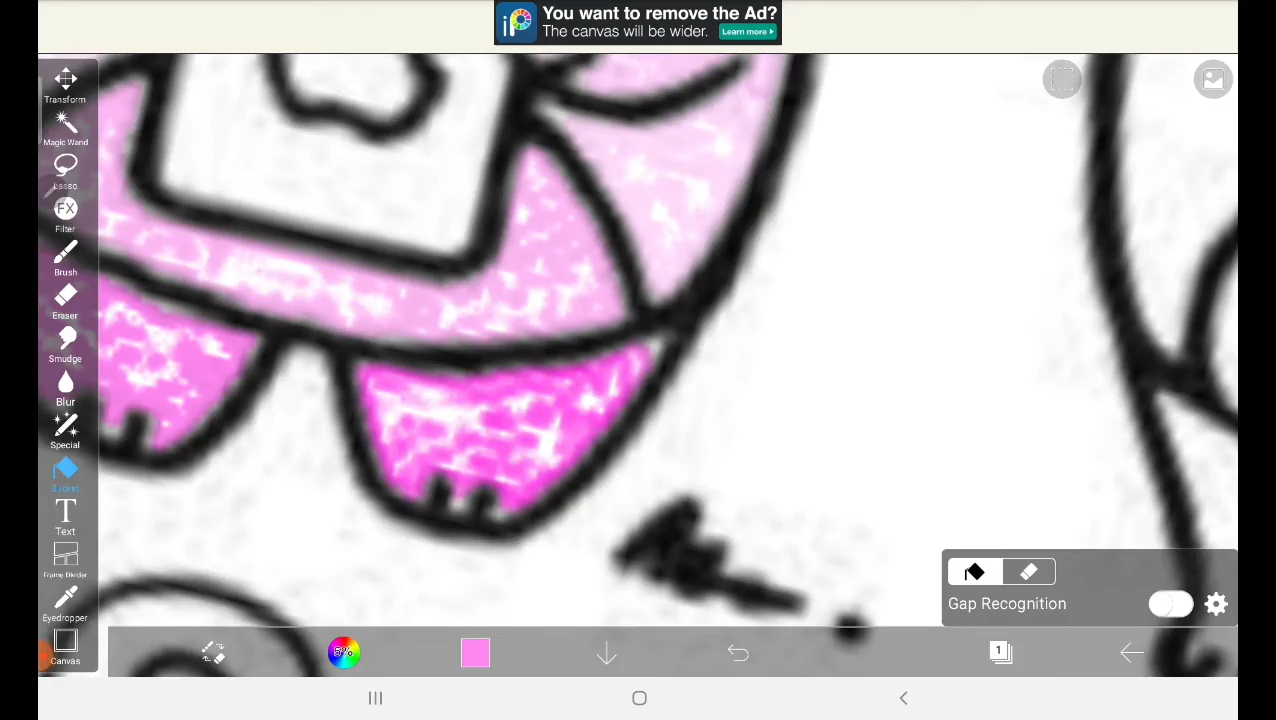 You want to remove the Ad?
The canvas will be wider.
Learn more ►
iP
Transform
Magic Wand
Lasso
FX
Filter
Brush
Eraser
Smudge
Blur
Special
Bucket
T
Text
Frame Divider
Eyedropper
Canvas
Gap Recognition
5%
1